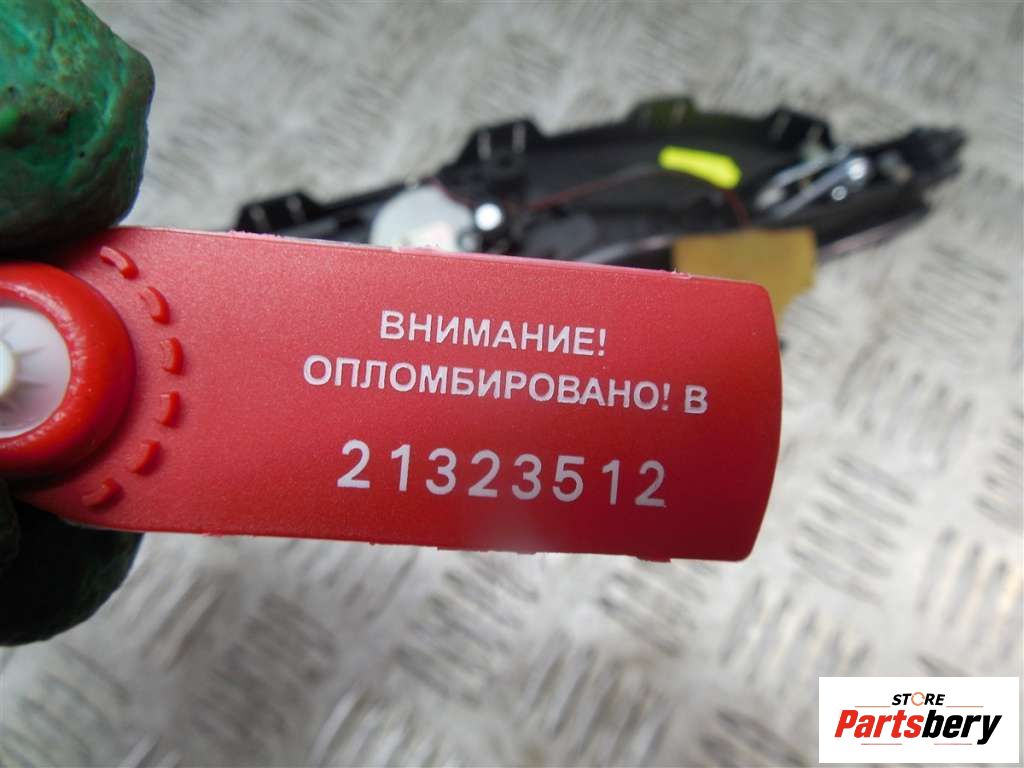 ВНИМАНИЕ!
ОПЛОМБИРОВАНО! В
21323512
STORE
Partsbery